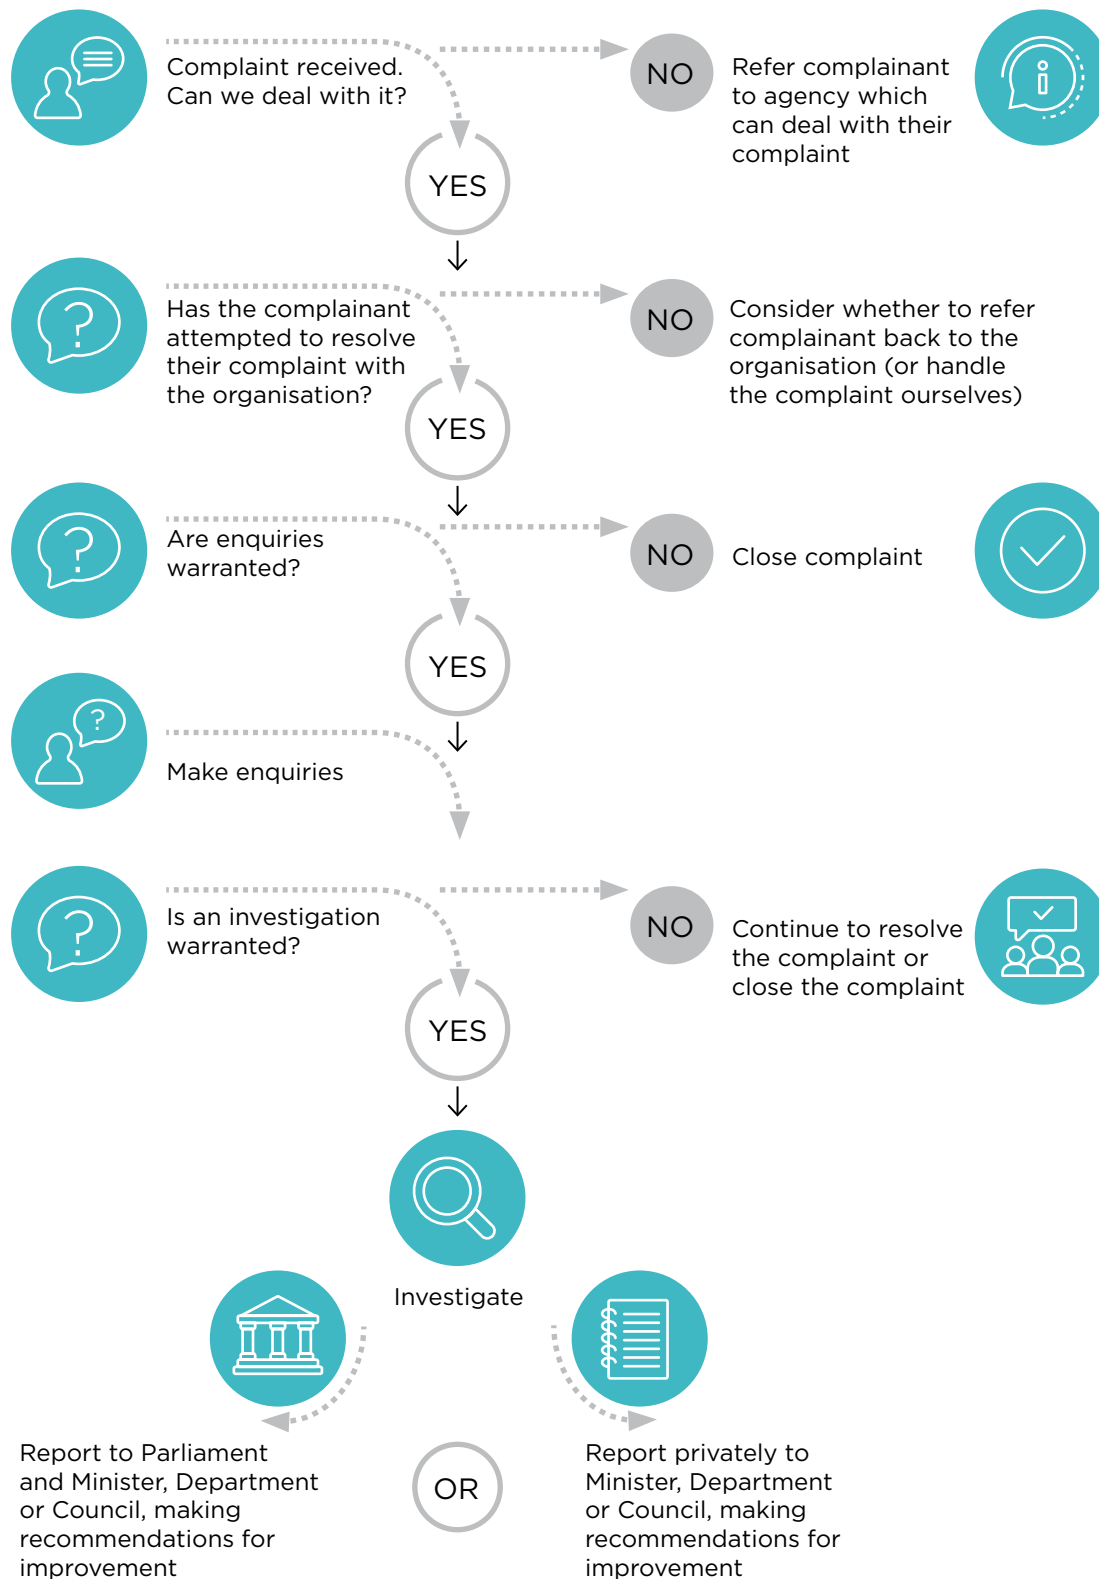 Complaint received.
Can we deal with it?
NO
Refer complainant
to agency which
can deal with their
complaint
YES
Has the complainant
attempted to resolve
their complaint with
the organisation?
NO
Consider whether to refer
complainant back to the
organisation (or handle
the complaint ourselves)
YES
Are enquiries
warranted?
NO
Close complaint
YES
Make enquiries
Is an investigation
warranted?
NO
Continue to resolve
the complaint or
close the complaint
YES
Investigate
Report to Parliament
and Minister, Department
or Council, making
recommendations for
improvement
OR
Report privately to
Minister, Department
or Council, making
recommendations for
improvement